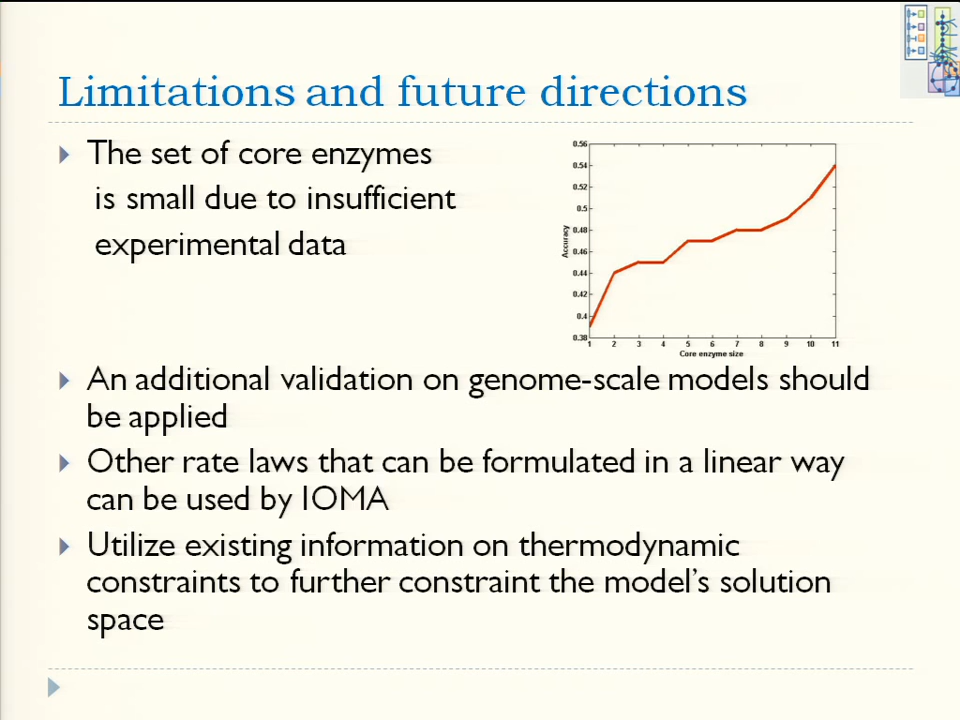 Limitations and future directions
The set of core enzymes
is small due to insufficient
experimental data
0.56
0.54
0.52
0.5
0.48
0.46
0.44
0.42
0.4
0.38
Accuracy
1 2 3 4 5 6 7 8 9 10 11
Core enzyme size
An additional validation on genome-scale models should
be applied
Other rate laws that can be formulated in a linear way
can be used by IOMA
Utilize existing information on thermodynamic
constraints to further constraint the model's solution
space